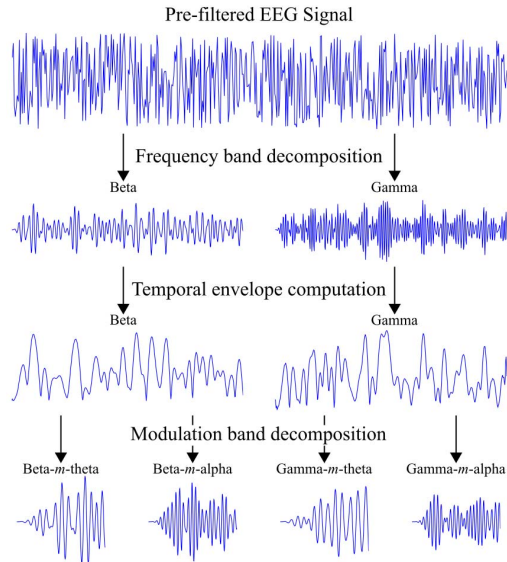 Pre-filtered EEG Signal
Frequency band decomposition
Beta Gamma
Temporal envelope computation
Beta Gamma
Modulation band decomposition
Beta-m-theta Beta-m-alpha Gamma-m-theta Gamma-m-alpha